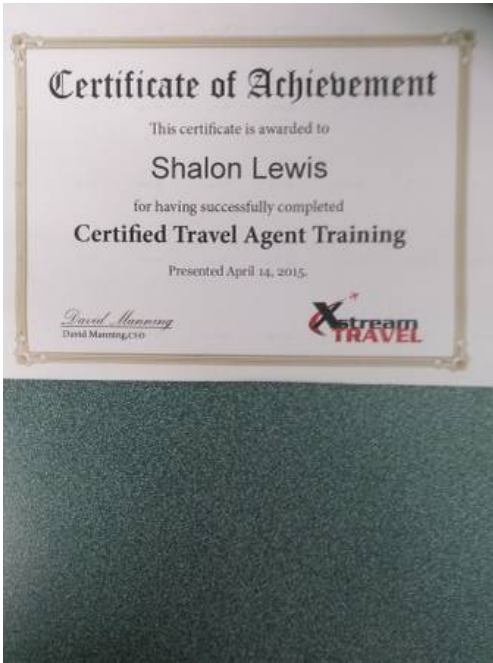 Certificate of Achievement
This certificate is awarded to
Shalon Lewis
for having successfully completed
Certified Travel Agent Training
Presented April 14, 2015.
David Manning
David Manning,CEO
Xstream
TRAVEL